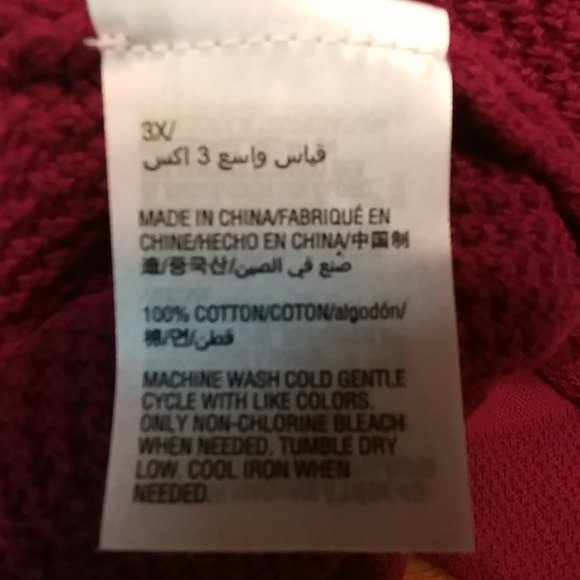 3X/
قياس واسع 3 اكس
MADE IN CHINA/FABRIQUÉ EN
CHINE/HECHO EN CHINA/中国制
造/중국산/صنع في الصين
100% COTTON/COTON/algodón/
棉/면/قطن
MACHINE WASH COLD GENTLE
CYCLE WITH LIKE COLORS.
ONLY NON-CHLORINE BLEACH
WHEN NEEDED. TUMBLE DRY
LOW. COOL IRON WHEN
NEEDED.